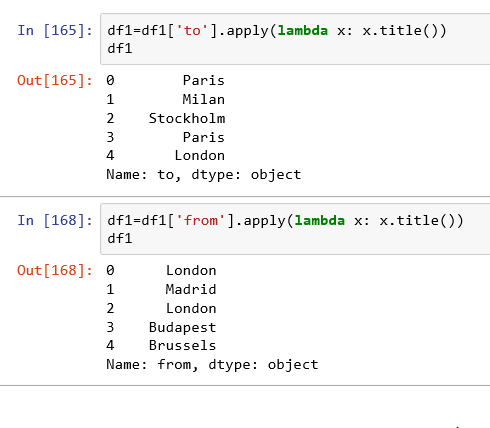 In [165]: df1=df1['to'].apply(lambda x: x.title())
df1
Out[165]: 0 Paris
1 Milan
2 Stockholm
3 Paris
4 London
Name: to, dtype: object
In [168]: df1=df1['from'].apply(lambda x: x.title())
df1
Out[168]: 0 London
1 Madrid
2 London
3 Budapest
4 Brussels
Name: from, dtype: object